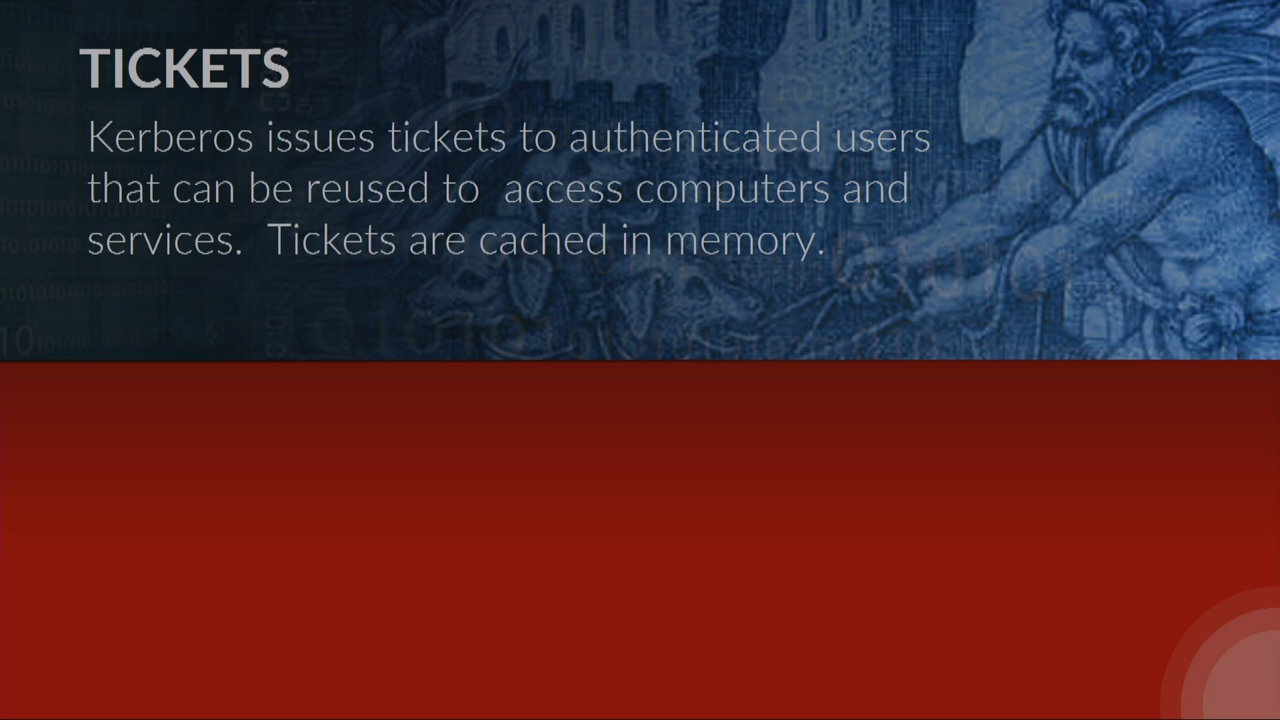 TICKETS
Kerberos issues tickets to authenticated users
that can be reused to  access computers and
services.  Tickets are cached in memory.